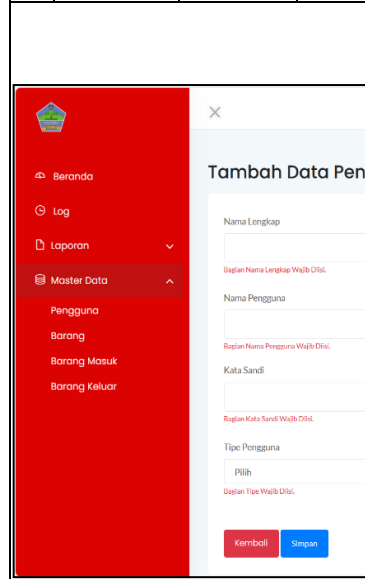 Beranda
Log
Laporan
Master Data
Pengguna
Barang
Barang Masuk
Barang Keluar
Tambah Data Pen
Nama Lengkap
Bagian Nama Lengkap Wajib Diisi.
Nama Pengguna
Bagian Nama Pengguna Wajib Diisi.
Kata Sandi
Bagian Kata Sandi Wajib Diisi.
Tipe Pengguna
Pilih
Bagian Tipe Wajib Diisi.
Kembali
Simpan